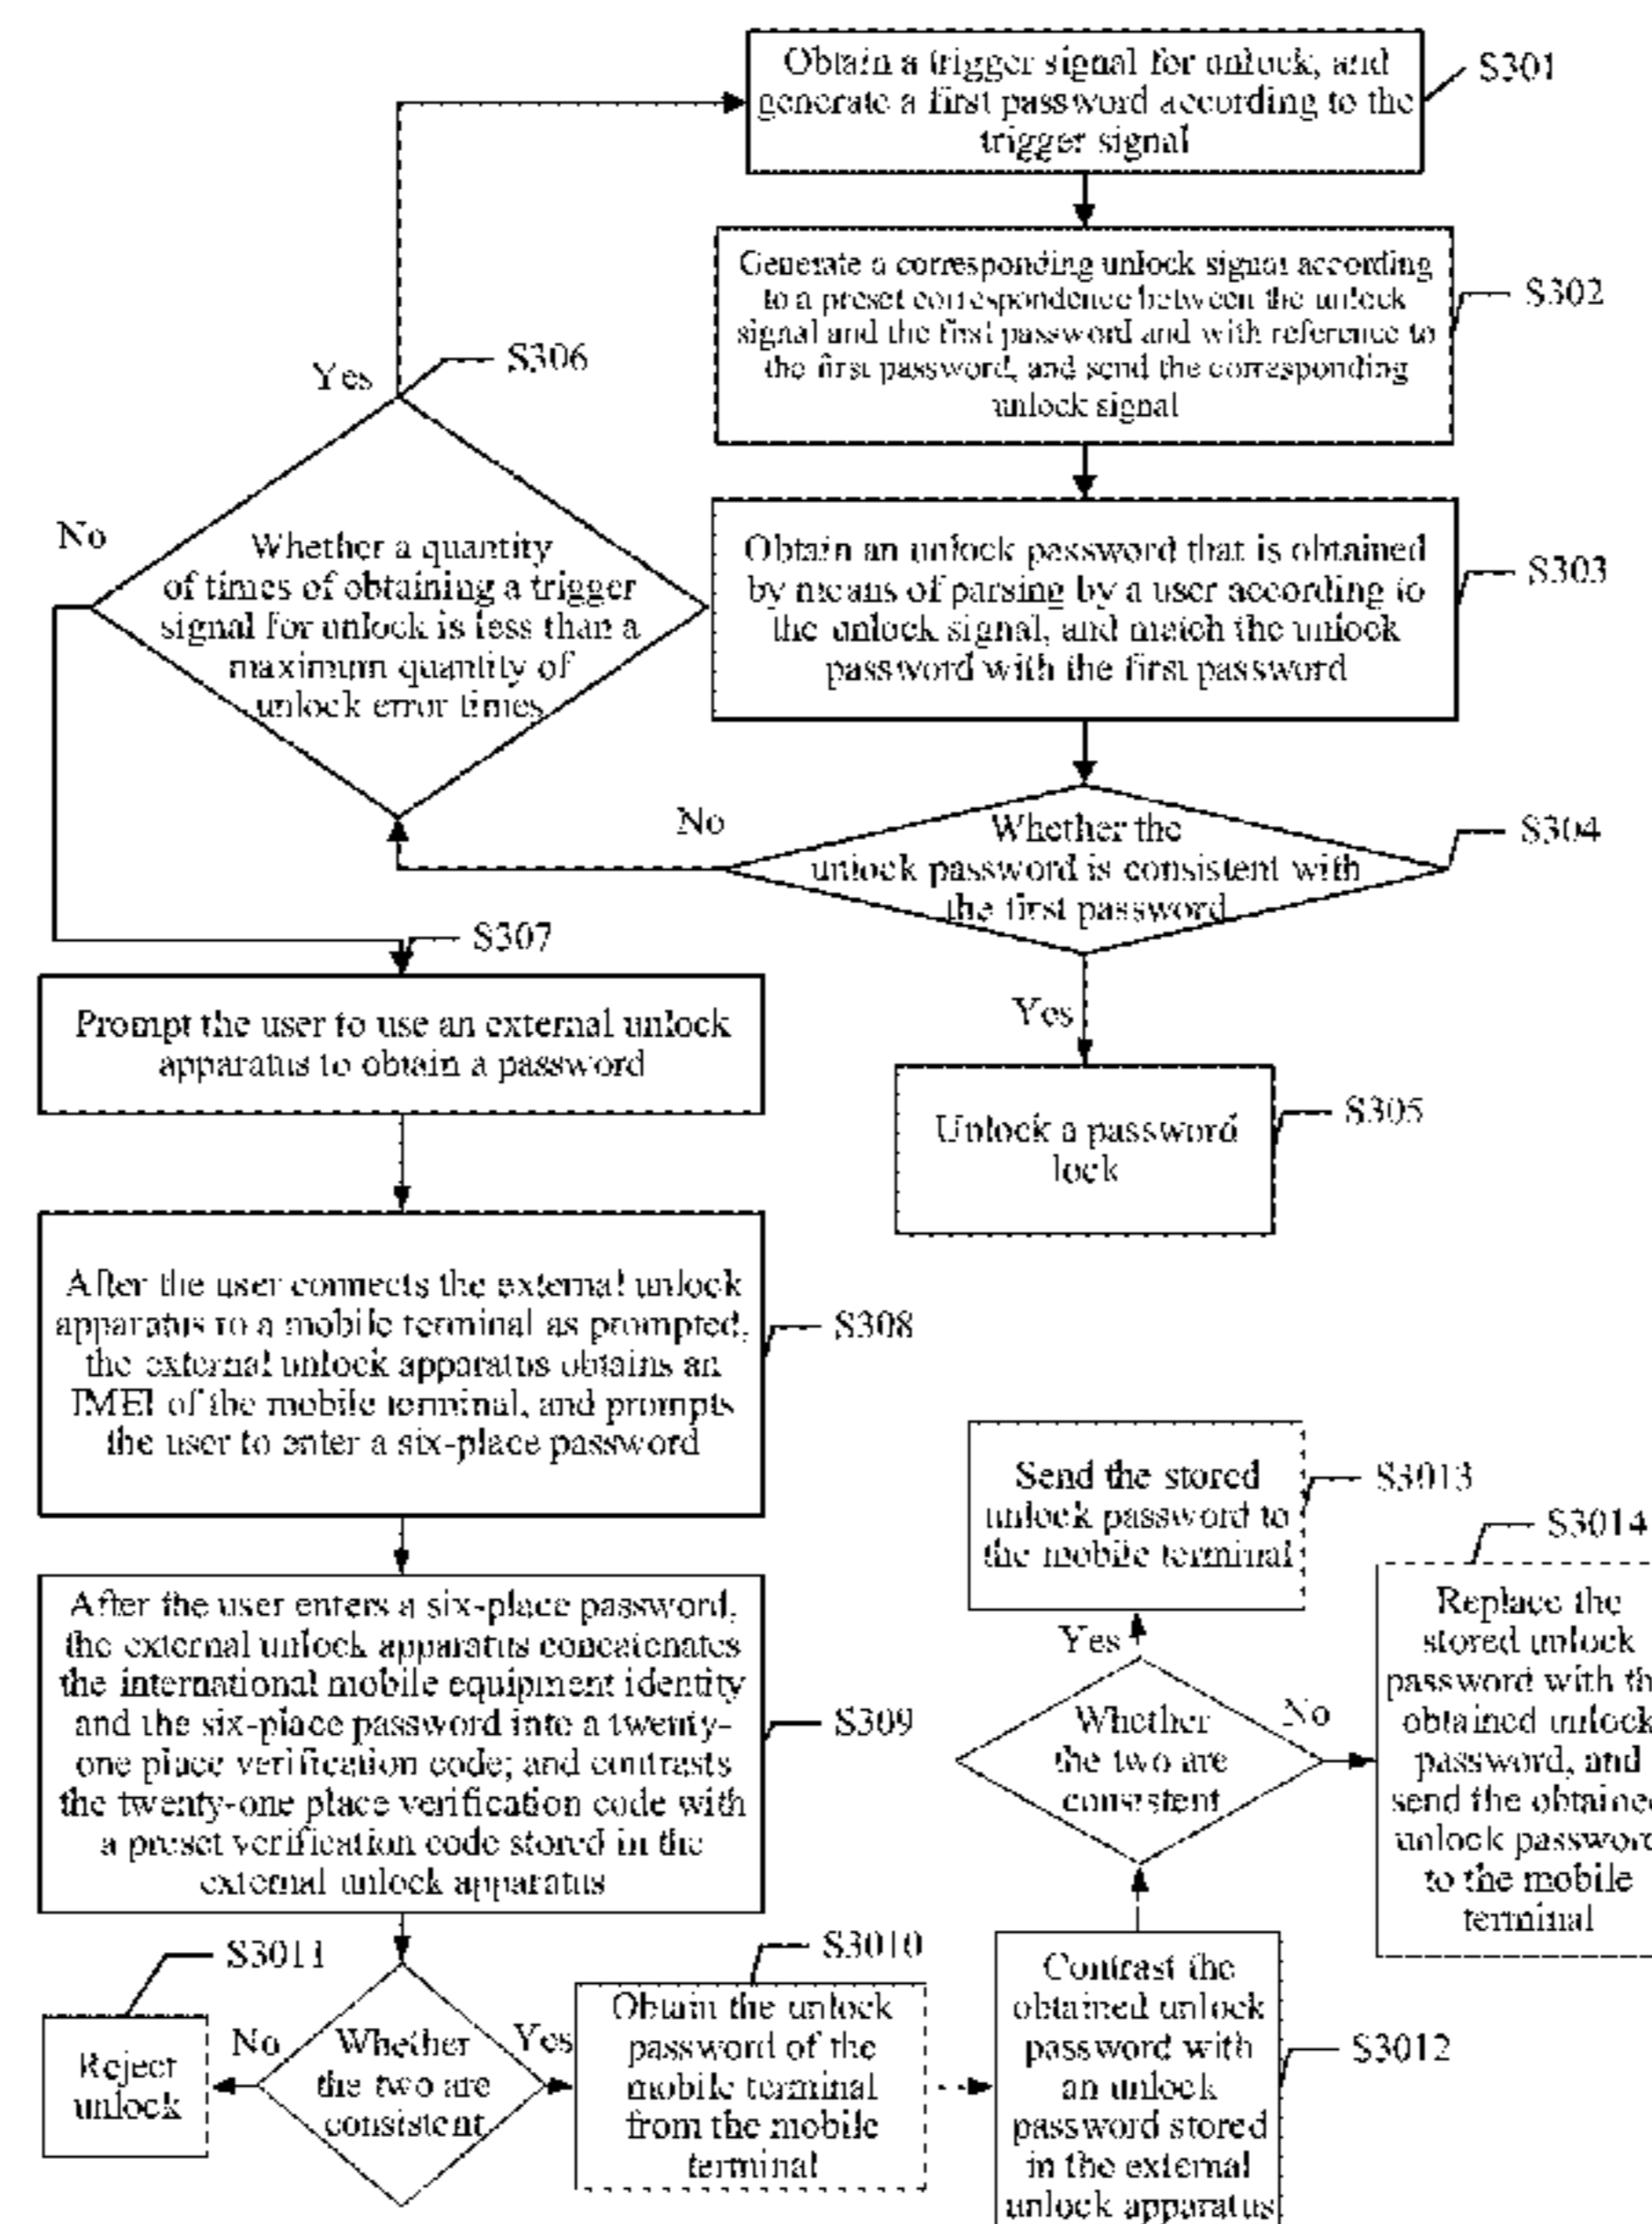 Obtain a trigger signal for unlock, and
generate a first password according to the
trigger signal
S301
Generate a corresponding unlock signal according
to a preset correspondence between the unlock
signal and the first password and with reference to
the first password, and send the corresponding
unlock signal
S302
Yes
S306
No
Whether a quantity
of times of obtaining a trigger
signal for unlock is less than a
maximum quantity of
unlock error times
Obtain an unlock password that is obtained
by means of parsing by a user according to
the unlock signal, and match the unlock
password with the first password
S303
No
Whether the
unlock password is consistent with
the first password
S304
S307
Prompt the user to use an external unlock
apparatus to obtain a password
Yes
Unlock a password
lock
S305
After the user connects the external unlock
apparatus to a mobile terminal as prompted,
the external unlock apparatus obtains an
IMEI of the mobile terminal, and prompts
the user to enter a six-place password
S308
After the user enters a six-place password,
the external unlock apparatus concatenates
the international mobile equipment identity
and the six-place password into a twenty-
one place verification code; and contrasts
the twenty-one place verification code with
a preset verification code stored in the
external unlock apparatus
S309
Send the stored
unlock password to
the mobile terminal
S3013
S3014
Yes
Whether
the two are
consistent
No
Replace the
stored unlock
password with the
obtained unlock
password, and
send the obtained
unlock password
to the mobile
terminal
S3011
Reject
unlock
No
Whether
the two are
consistent
Yes
S3010
Obtain the unlock
password of the
mobile terminal
from the mobile
terminal
Contrast the
obtained unlock
password with
an unlock
password stored
in the external
unlock apparatus
S3012